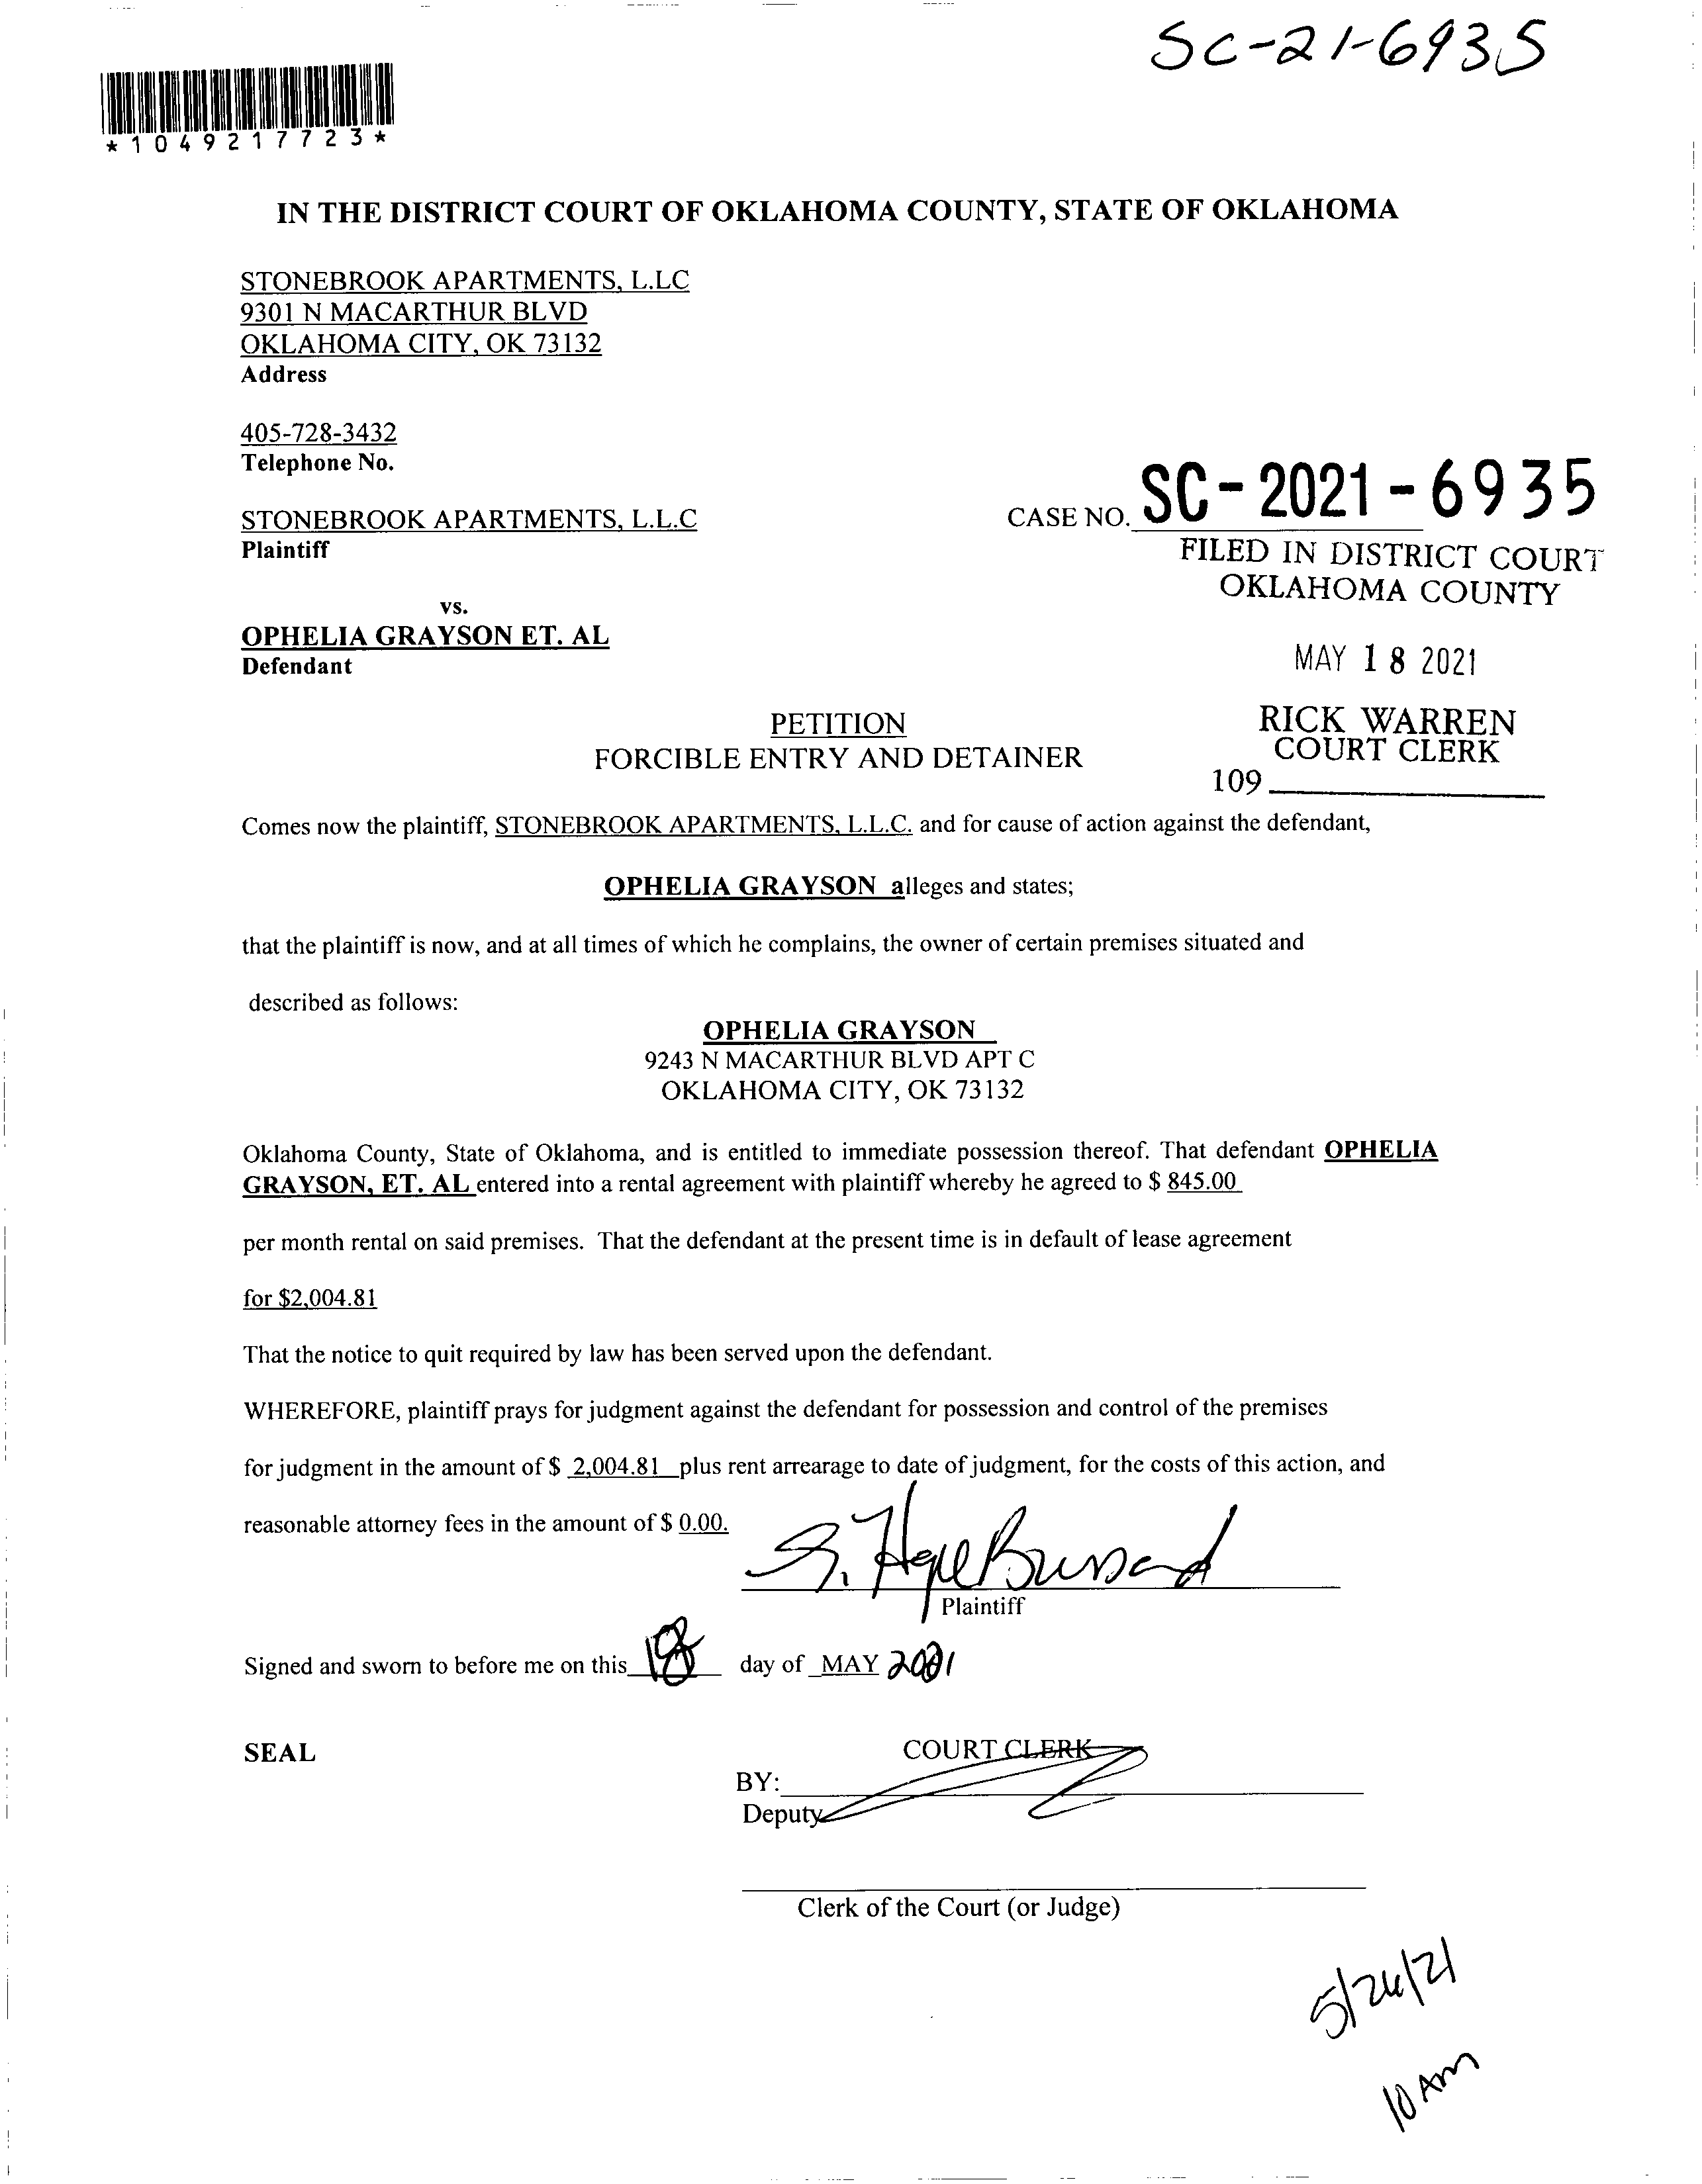 SC-21-6935
*1049217723*
IN THE DISTRICT COURT OF OKLAHOMA COUNTY, STATE OF OKLAHOMA
STONEBROOK APARTMENTS, L.LC
9301 N MACARTHUR BLVD
OKLAHOMA CITY, OK 73132
Address
405-728-3432
Telephone No.
STONEBROOK APARTMENTS, L.L.C
Plaintiff
CASE NO. SC-2021-6935
FILED IN DISTRICT COURT
OKLAHOMA COUNTY
vs.
OPHELIA GRAYSON ET. AL
Defendant
MAY 18 2021
RICK WARREN
COURT CLERK
109
PETITION
FORCIBLE ENTRY AND DETAINER
Comes now the plaintiff, STONEBROOK APARTMENTS, L.L.C. and for cause of action against the defendant,
OPHELIA GRAYSON alleges and states;
that the plaintiff is now, and at all times of which he complains, the owner of certain premises situated and
described as follows:
OPHELIA GRAYSON
9243 N MACARTHUR BLVD APT C
OKLAHOMA CITY, OK 73132
Oklahoma County, State of Oklahoma, and is entitled to immediate possession thereof. That defendant OPHELIA
GRAYSON, ET. AL entered into a rental agreement with plaintiff whereby he agreed to $ 845.00
per month rental on said premises. That the defendant at the present time is in default of lease agreement
for $2,004.81
That the notice to quit required by law has been served upon the defendant.
WHEREFORE, plaintiff prays for judgment against the defendant for possession and control of the premises
for judgment in the amount of $ 2,004.81 plus rent arrearage to date of judgment, for the costs of this action, and
reasonable attorney fees in the amount of $ 0.00.
S. Hope Bussard
Plaintiff
Signed and sworn to before me on this 18 day of MAY 2021
SEAL
COURT CLERK
BY:
Deputy
Clerk of the Court (or Judge)
10 AM